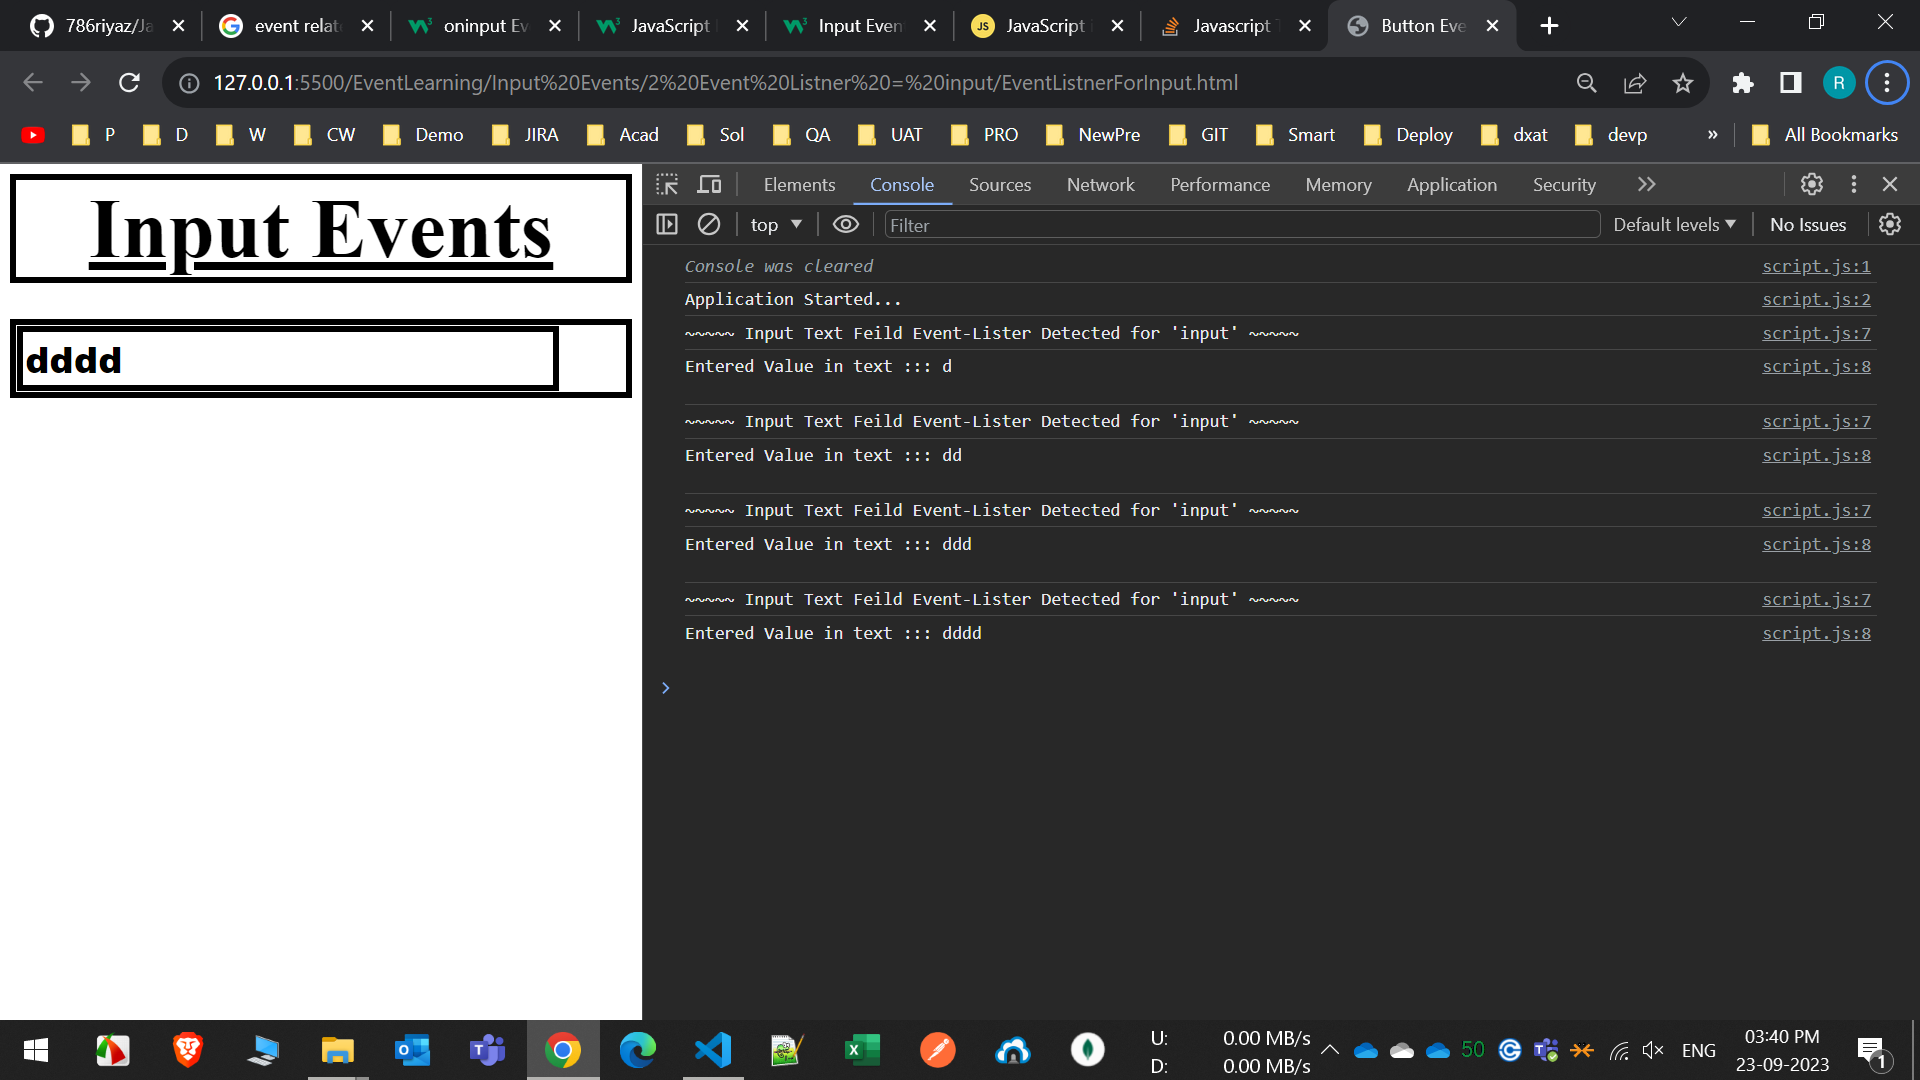 786riyaz/Ja
event relat
oninput Ev
JavaScript
Input Even
JavaScript i
Javascript T
Button Eve
127.0.0.1:5500/EventLearning/Input%20Events/2%20Event%20Listner%20=%20input/EventListnerForInput.html
R
P D W CW Demo JIRA Acad Sol QA UAT PRO NewPre GIT Smart Deploy dxat devp » All Bookmarks
Input Events
dddd
Elements Console Sources Network Performance Memory Application Security
top Filter Default levels No Issues
Console was cleared script.js:1
Application Started... script.js:2
~~~~~ Input Text Feild Event-Lister Detected for 'input' ~~~~~ script.js:7
Entered Value in text ::: d script.js:8
~~~~~ Input Text Feild Event-Lister Detected for 'input' ~~~~~ script.js:7
Entered Value in text ::: dd script.js:8
~~~~~ Input Text Feild Event-Lister Detected for 'input' ~~~~~ script.js:7
Entered Value in text ::: ddd script.js:8
~~~~~ Input Text Feild Event-Lister Detected for 'input' ~~~~~ script.js:7
Entered Value in text ::: dddd script.js:8
U: 0.00 MB/s
D: 0.00 MB/s
50
ENG
03:40 PM
23-09-2023
1